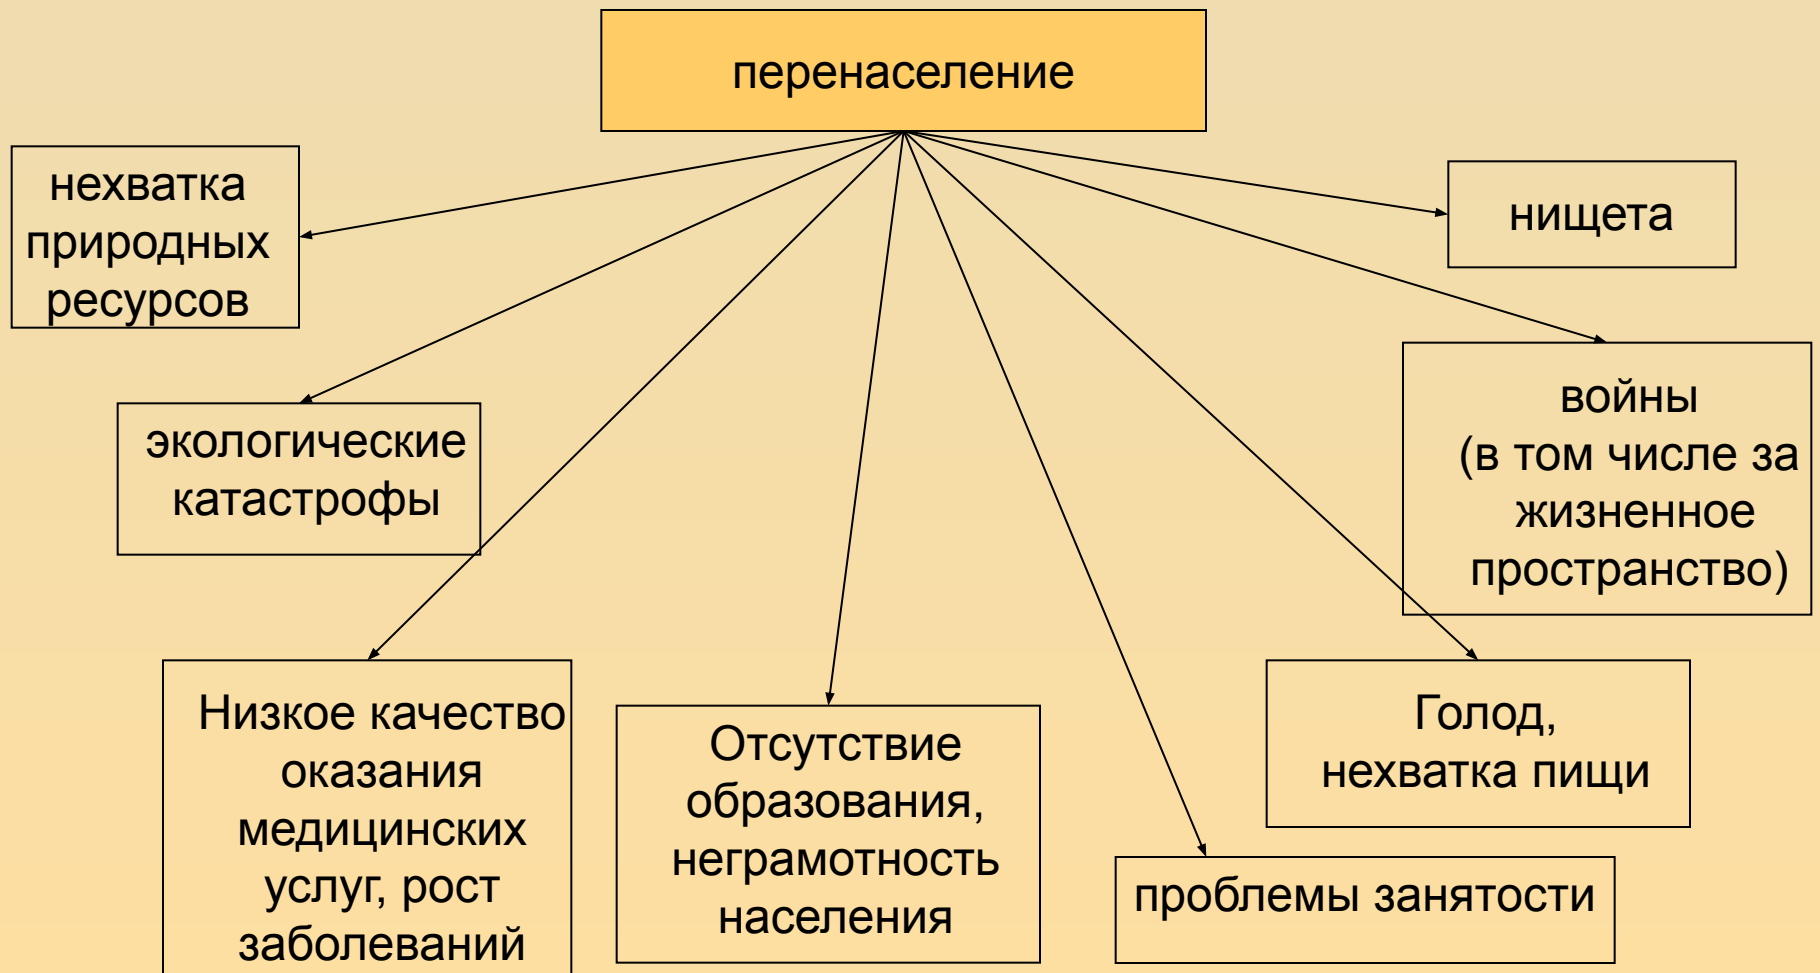 перенаселение
нехватка
природных
ресурсов
нищета
экологические
катастрофы
войны
(в том числе за
жизненное
пространство)
Низкое качество
оказания
медицинских
услуг, рост
заболеваний
Отсутствие
образования,
неграмотность
населения
Голод,
нехватка пищи
проблемы занятости